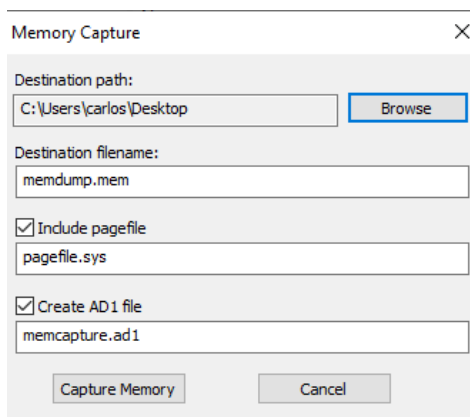 Memory Capture
Destination path:
C:\Users\carlos\Desktop
Browse
Destination filename:
memdump.mem
Include pagefile
pagefile.sys
Create AD1 file
memcapture.ad1
Capture Memory
Cancel